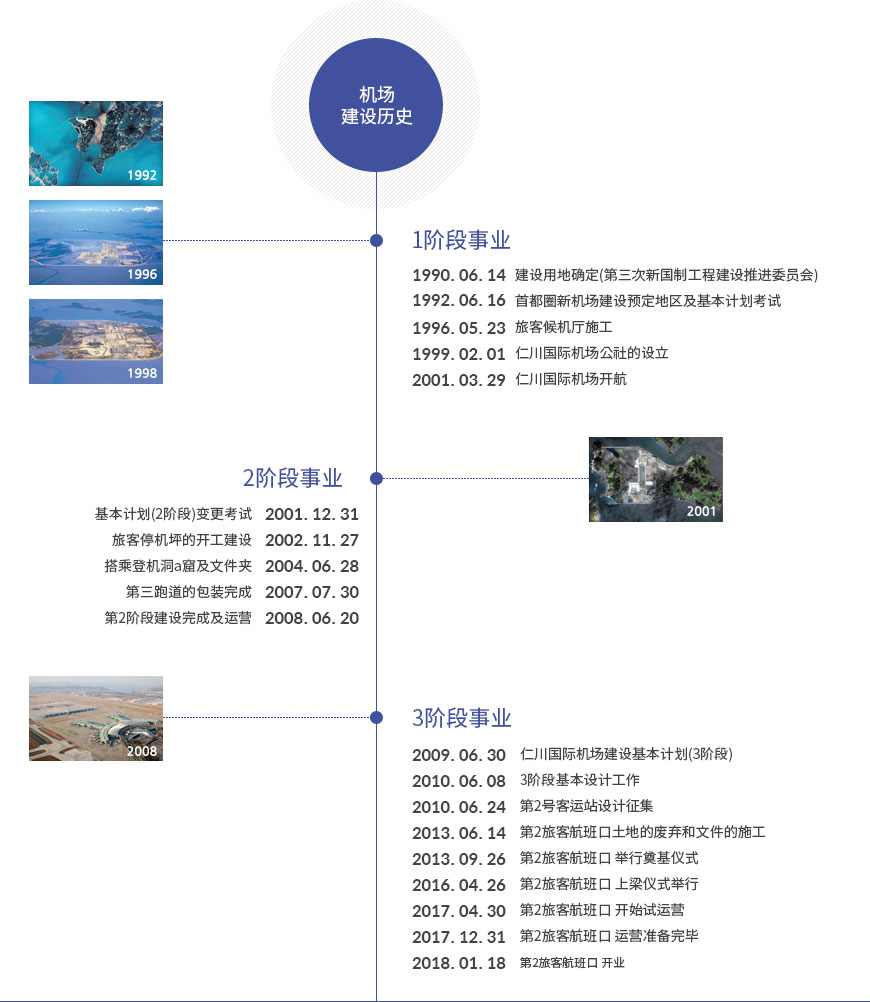 机场
建设历史
1992
1996
1998
1阶段事业
1990. 06. 14 建设用地确定(第三次新国制工程建设推进委员会)
1992. 06. 16 首都圈新机场建设预定地区及基本计划考试
1996. 05. 23 旅客候机厅施工
1999. 02. 01 仁川国际机场公社的设立
2001. 03. 29 仁川国际机场开航
2阶段事业
2001
基本计划(2阶段)变更考试 2001. 12. 31
旅客停机坪的开工建设 2002. 11. 27
搭乘登机洞a窟及文件夹 2004. 06. 28
第三跑道的包装完成 2007. 07. 30
第2阶段建设完成及运营 2008. 06. 20
2008
3阶段事业
2009. 06. 30 仁川国际机场建设基本计划(3阶段)
2010. 06. 08 3阶段基本设计工作
2010. 06. 24 第2号客运站设计征集
2013. 06. 14 第2旅客航班口土地的废弃和文件的施工
2013. 09. 26 第2旅客航班口 举行奠基仪式
2016. 04. 26 第2旅客航班口 上梁仪式举行
2017. 04. 30 第2旅客航班口 开始试运营
2017. 12. 31 第2旅客航班口 运营准备完毕
2018. 01. 18 第2旅客航班口 开业